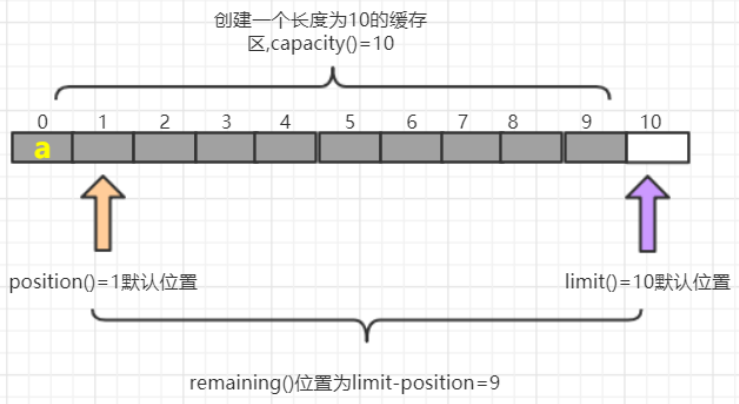 创建一个长度为10的缓存
区,capacity()=10
0 1 2 3 4 5 6 7 8 9 10
a
position()=1默认位置 limit()=10默认位置
remaining()位置为limit-position=9